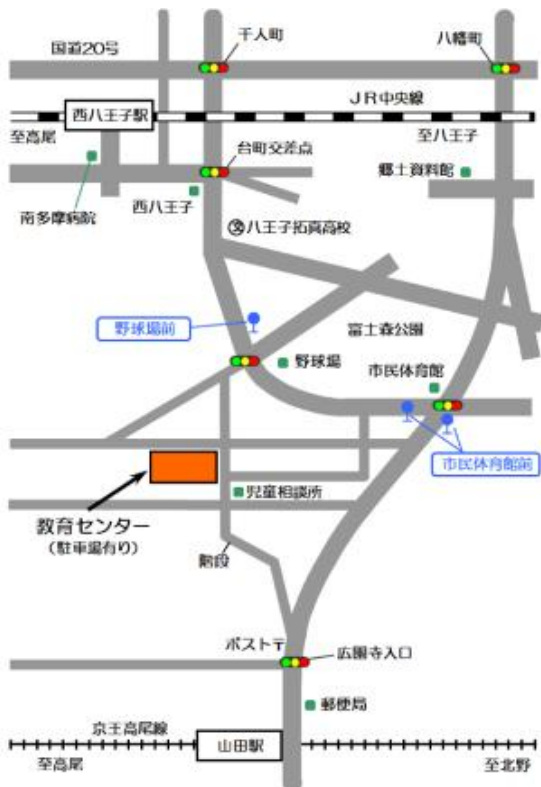 千人町
八幡町
国道20号
JR中央線
西八王子駅
至高尾
至八王子
台町交差点
郷土資料館
西八王子
南多摩病院
文八王子拓真高校
野球場前
富士森公園
野球場
市民体育館
市民体育館前
児童相談所
教育センター
(駐車場有り)
階段
ポスト〒
広園寺入口
郵便局
京王高尾線
山田駅
至高尾
至北野